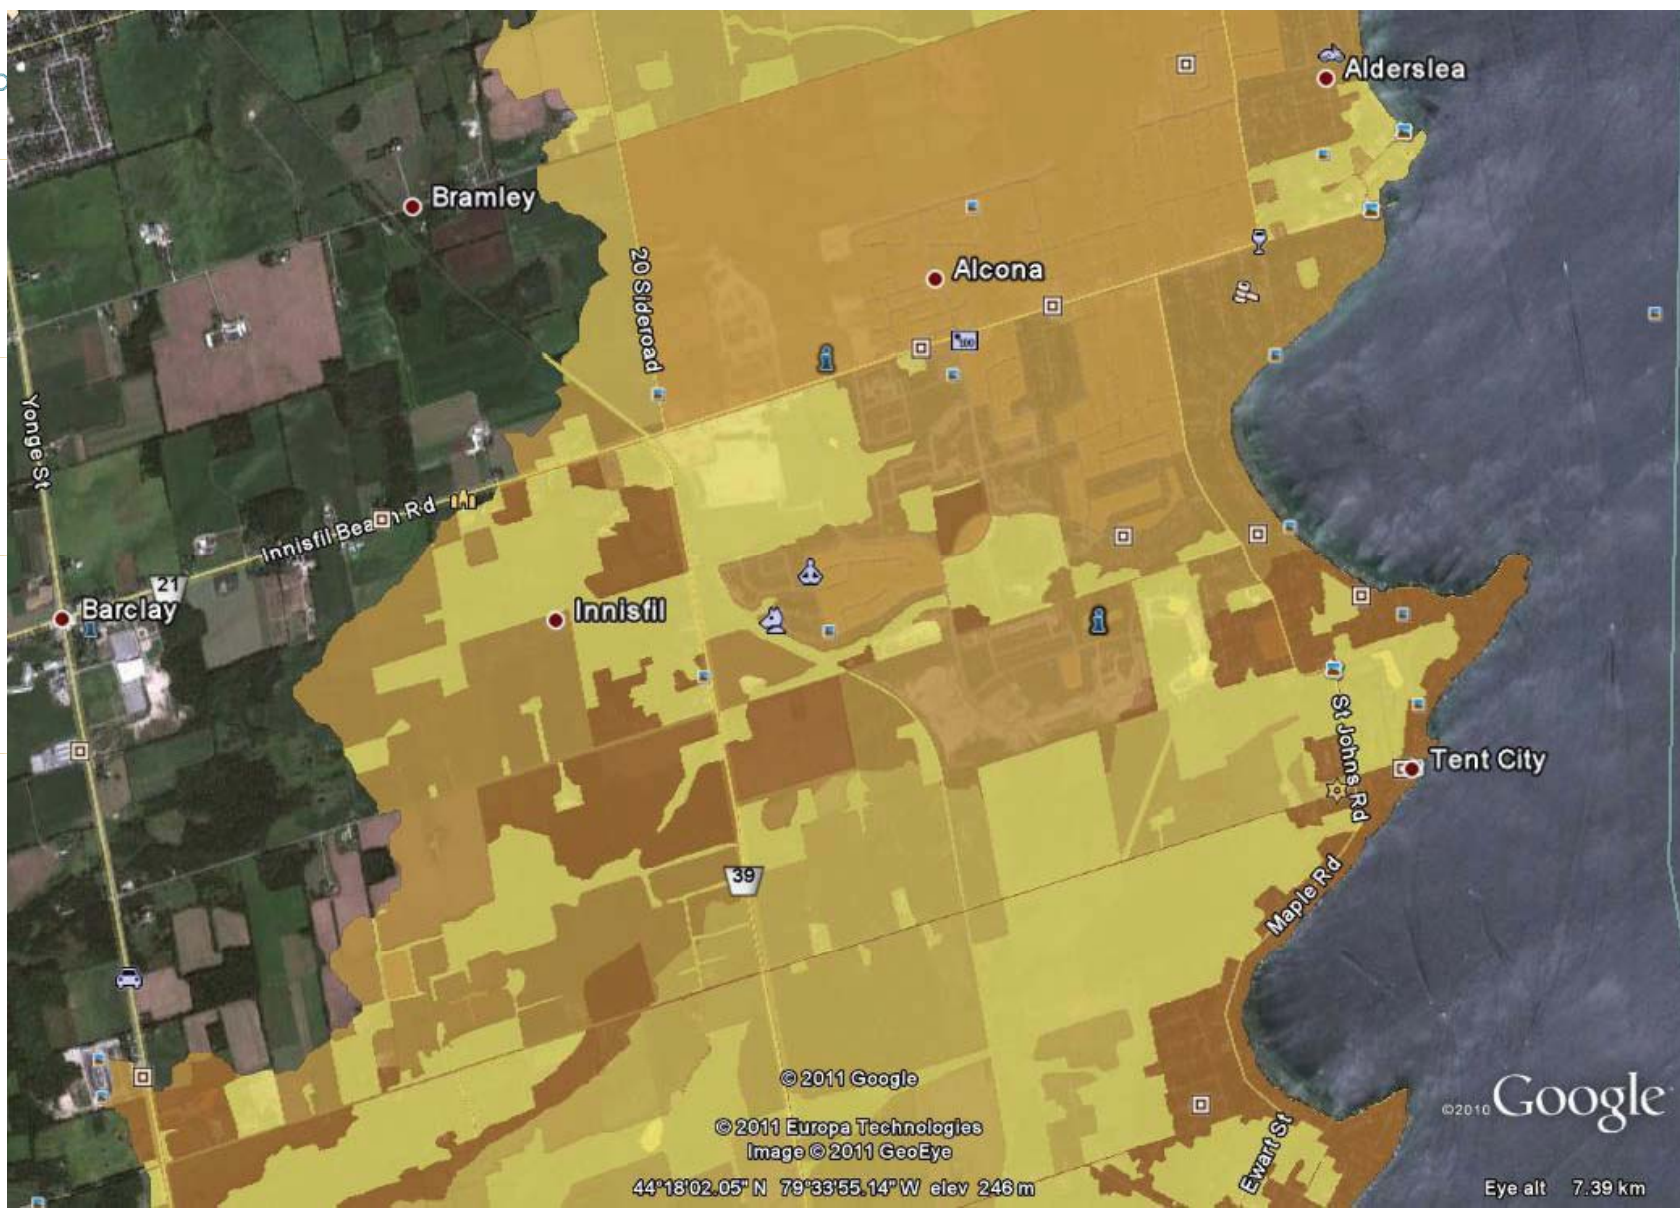 Alderslea
Bramley
20 Sideroad
Alcona
100
Yonge St
Innisfil Beach Rd
21
Barclay
Innisfil
St Johns Rd
Tent City
39
Maple Rd
© 2011 Google
©2010 Google
© 2011 Europa Technologies
Image © 2011 GeoEye
Ewart St
44°18'02.05" N 79°33'55.14" W elev 246 m
Eye alt 7.39 km